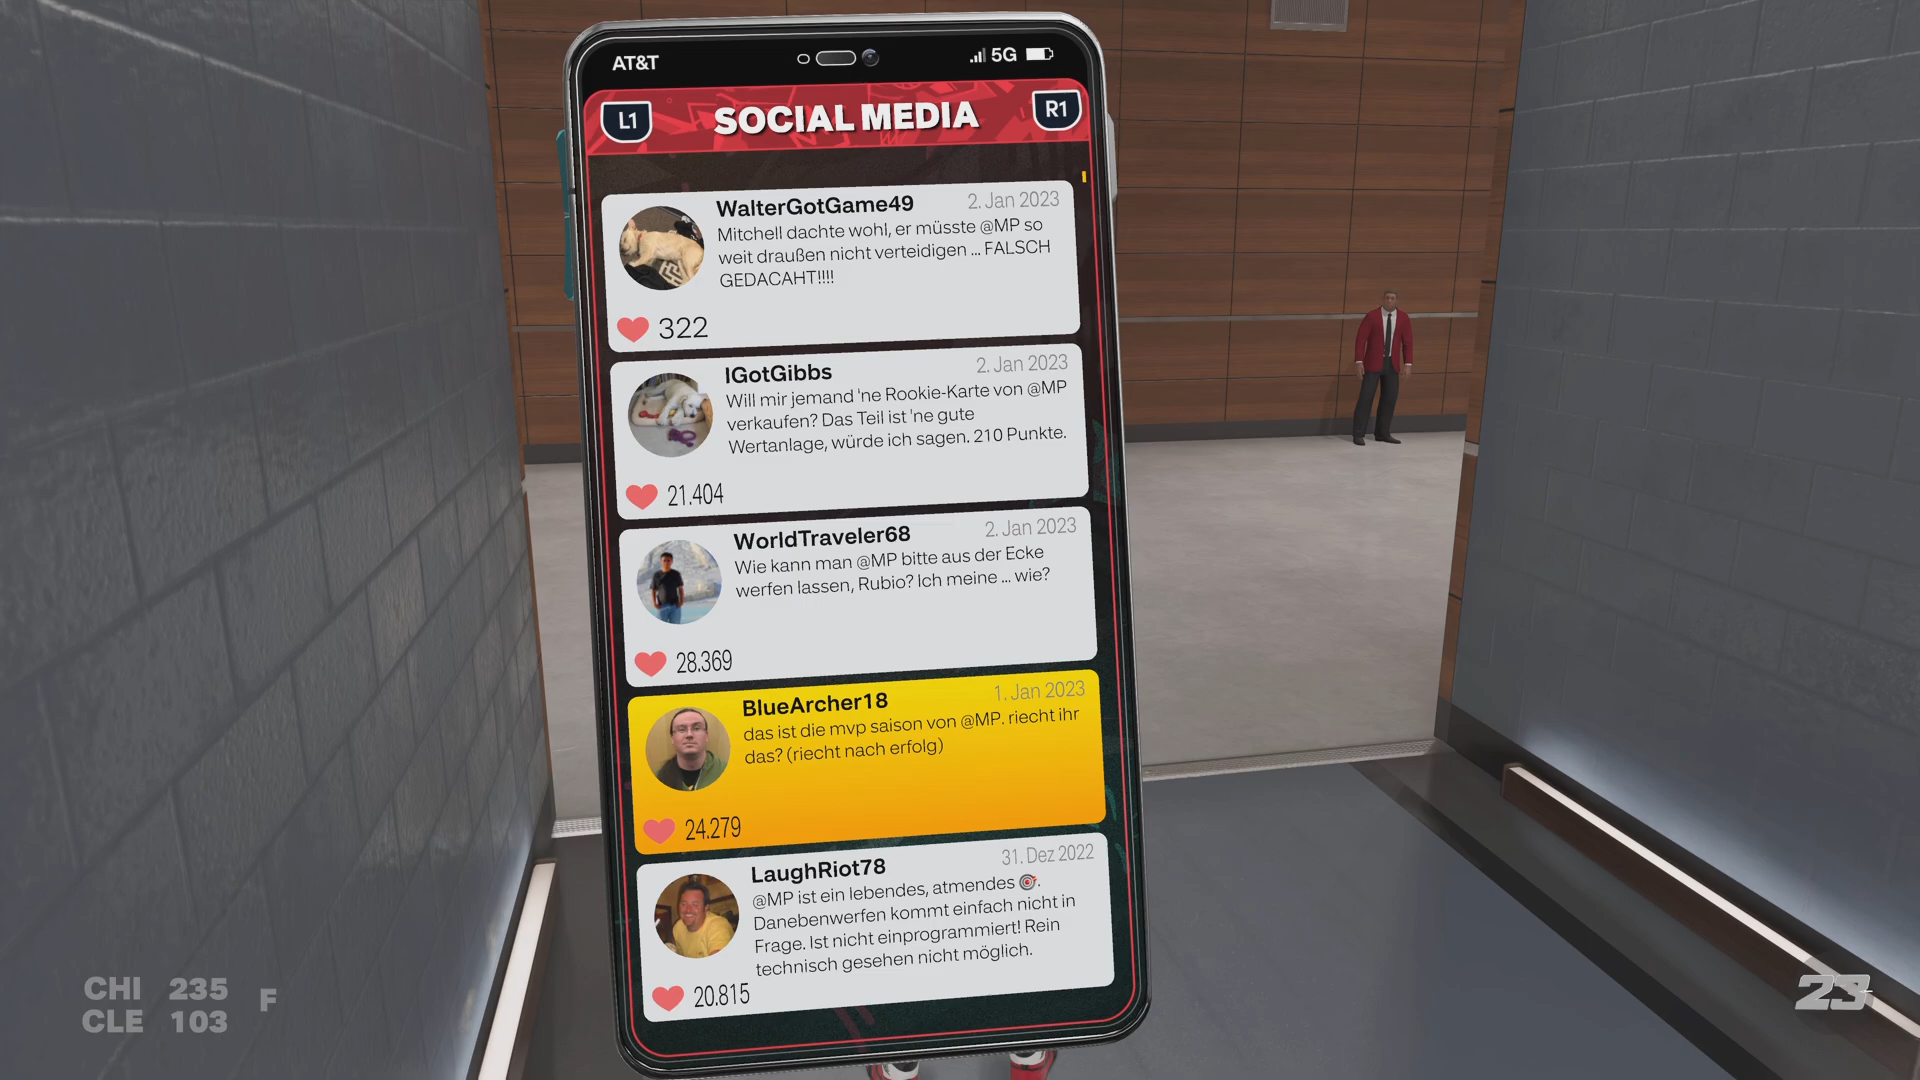 AT&T
5G
L1
SOCIAL MEDIA
R1
WalterGotGame49
2. Jan 2023
Mitchell dachte wohl, er müsste @MP so
weit draußen nicht verteidigen ... FALSCH
GEDACAHT!!!!
322
IGotGibbs
2. Jan 2023
Will mir jemand 'ne Rookie-Karte von @MP
verkaufen? Das Teil ist 'ne gute
Wertanlage, würde ich sagen. 210 Punkte.
21.404
WorldTraveler68
2. Jan 2023
Wie kann man @MP bitte aus der Ecke
werfen lassen, Rubio? Ich meine ... wie?
28.369
BlueArcher18
1. Jan 2023
das ist die mvp saison von @MP. riecht ihr
das? (riecht nach erfolg)
24.279
LaughRiot78
31. Dez 2022
@MP ist ein lebendes, atmendes 🎯.
Danebenwerfen kommt einfach nicht in
Frage. Ist nicht einprogrammiert! Rein
technisch gesehen nicht möglich.
20.815
CHI 235 F
CLE 103
23